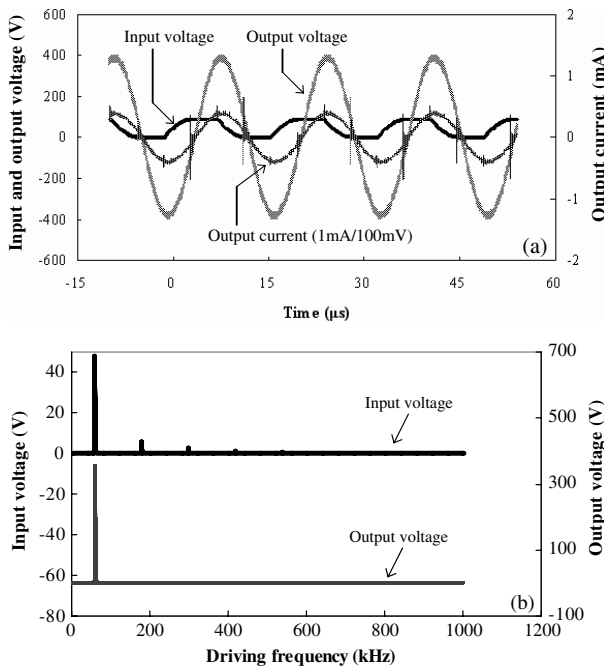 600
400
200
0
-200
-400
-600
Input and output voltage (V)
Input voltage
Output voltage
Output current (1mA/100mV)
(a)
2
1
0
-1
-2
Output current (mA)
-15
0
15
30
45
60
Time (µs)
40
20
0
-20
-40
-60
-80
Input voltage (V)
Input voltage
Output voltage
(b)
700
500
300
100
-100
Output voltage (V)
0
200
400
600
800
1000
1200
Driving frequency (kHz)